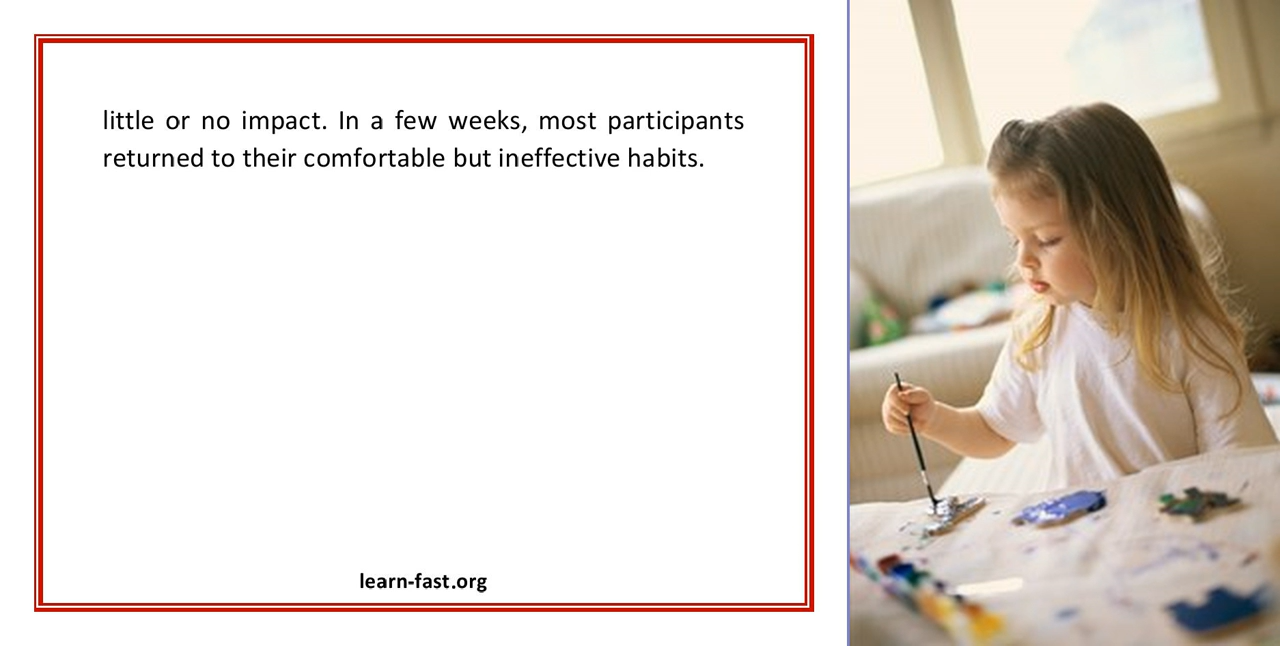 little or no impact. In a few weeks, most participants
returned to their comfortable but ineffective habits.
learn-fast.org